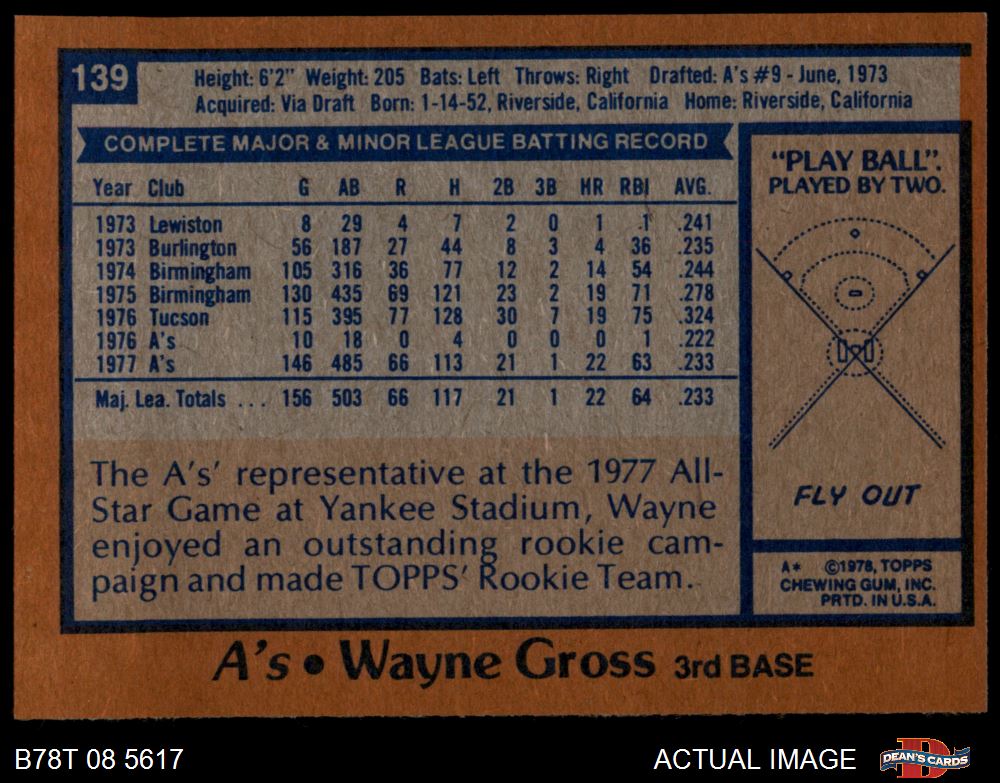 139
Height: 6'2" Weight: 205 Bats: Left Throws: Right Drafted: A's #9 - June, 1973
Acquired: Via Draft Born: 1-14-52, Riverside, California Home: Riverside, California
COMPLETE MAJOR & MINOR LEAGUE BATTING RECORD
Year Club G AB R H 2B 3B HR RBI AVG.
1973 Lewiston 8 29 4 7 2 0 1 1 .241
1973 Burlington 56 187 27 44 8 3 4 36 .235
1974 Birmingham 105 316 36 77 12 2 14 54 .244
1975 Birmingham 130 435 69 121 23 2 19 71 .278
1976 Tucson 115 395 77 128 30 7 19 75 .324
1976 A's 10 18 0 4 0 0 0 1 .222
1977 A's 146 485 66 113 21 1 22 63 .233
Maj. Lea. Totals ... 156 503 66 117 21 1 22 64 .233
The A's' representative at the 1977 All-
Star Game at Yankee Stadium, Wayne
enjoyed an outstanding rookie cam-
paign and made TOPPS' Rookie Team.
"PLAY BALL".
PLAYED BY TWO.
FLY OUT
A* ©1978, TOPPS
CHEWING GUM, INC.
PRTD. IN U.S.A.
A's • Wayne Gross 3rd BASE
B78T 08 5617
ACTUAL IMAGE
D
DEAN'S CARDS